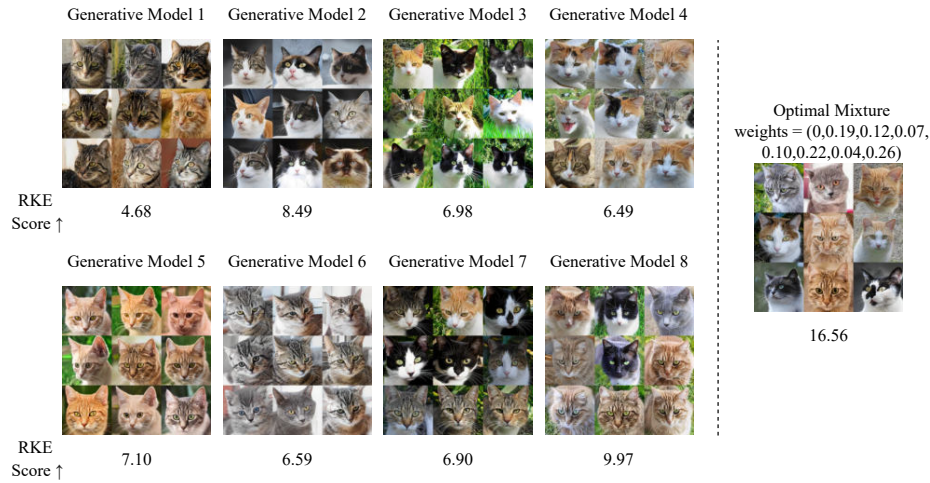 Generative Model 1 Generative Model 2 Generative Model 3 Generative Model 4
Optimal Mixture
weights = (0,0.19,0.12,0.07,
0.10,0.22,0.04,0.26)
RKE
Score ↑
4.68 8.49 6.98 6.49
Generative Model 5 Generative Model 6 Generative Model 7 Generative Model 8
16.56
RKE
Score ↑
7.10 6.59 6.90 9.97